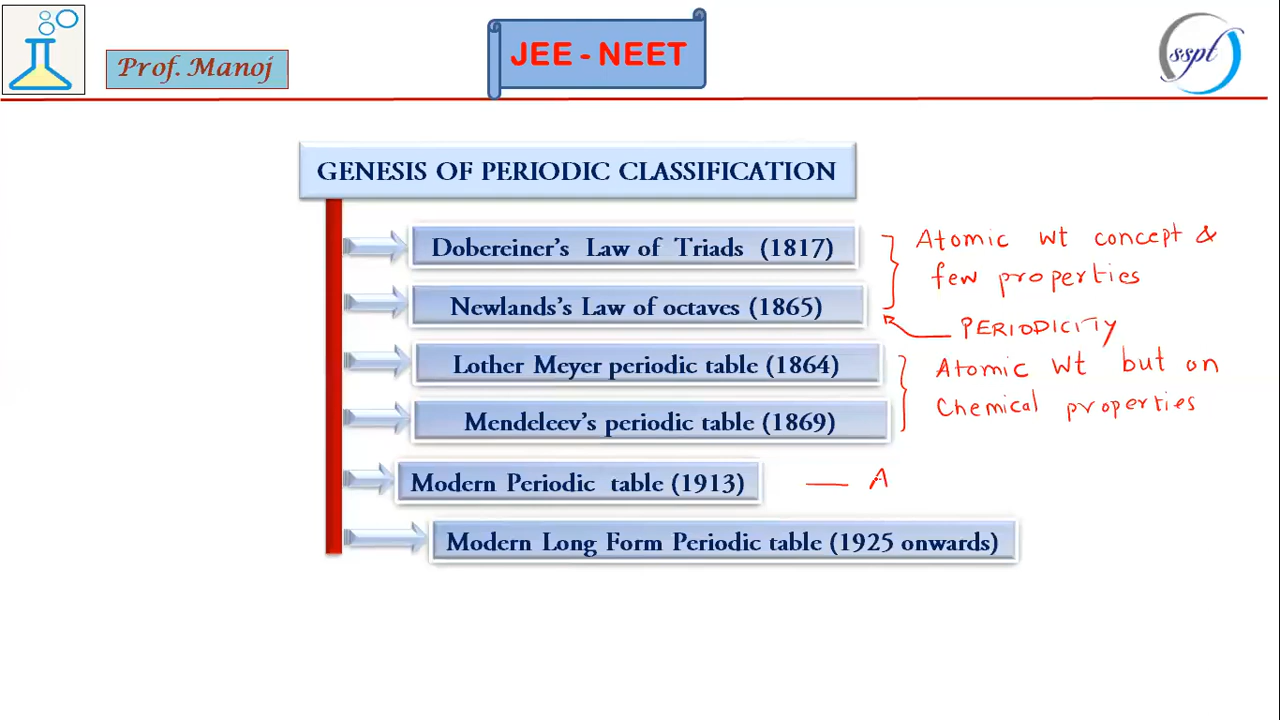 Prof. Manoj
JEE - NEET
sspt
GENESIS OF PERIODIC CLASSIFICATION
Dobereiner's Law of Triads (1817)
Atomic wt concept &
few properties
Newlands's Law of octaves (1865)
PERIODICITY
Lother Meyer periodic table (1864)
Atomic Wt but on
Chemical properties
Mendeleev's periodic table (1869)
Modern Periodic table (1913)
— A
Modern Long Form Periodic table (1925 onwards)